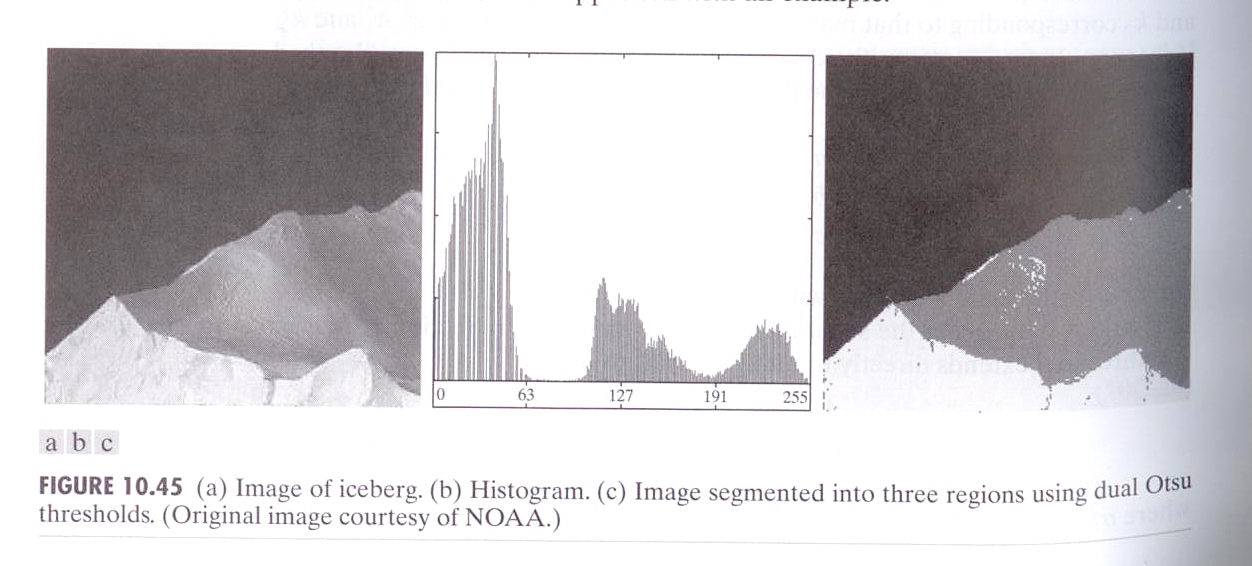 0 63 127 191 255
a b c
FIGURE 10.45 (a) Image of iceberg. (b) Histogram. (c) Image segmented into three regions using dual Otsu
thresholds. (Original image courtesy of NOAA.)